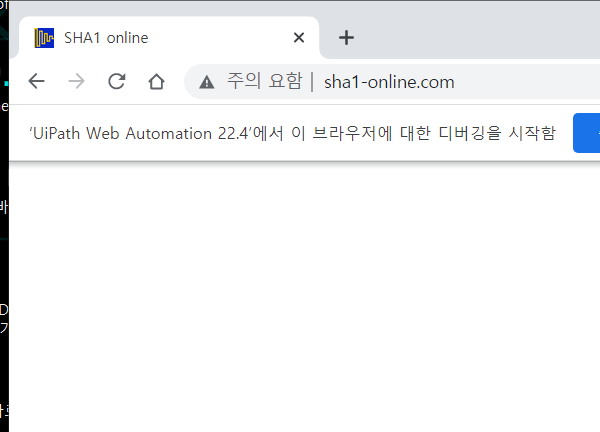 SHA1 online
주의 요함 | sha1-online.com
'UiPath Web Automation 22.4'에서 이 브라우저에 대한 디버깅을 시작함